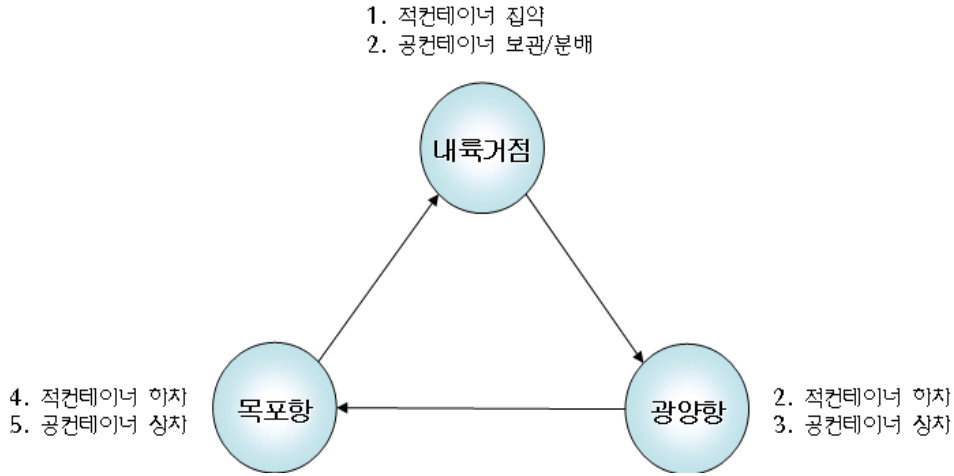 1. 적컨테이너 집약
2. 공컨테이너 보관/분배
내륙거점
4. 적컨테이너 하차
5. 공컨테이너 상차
목포항
광양항
2. 적컨테이너 하차
3. 공컨테이너 상차